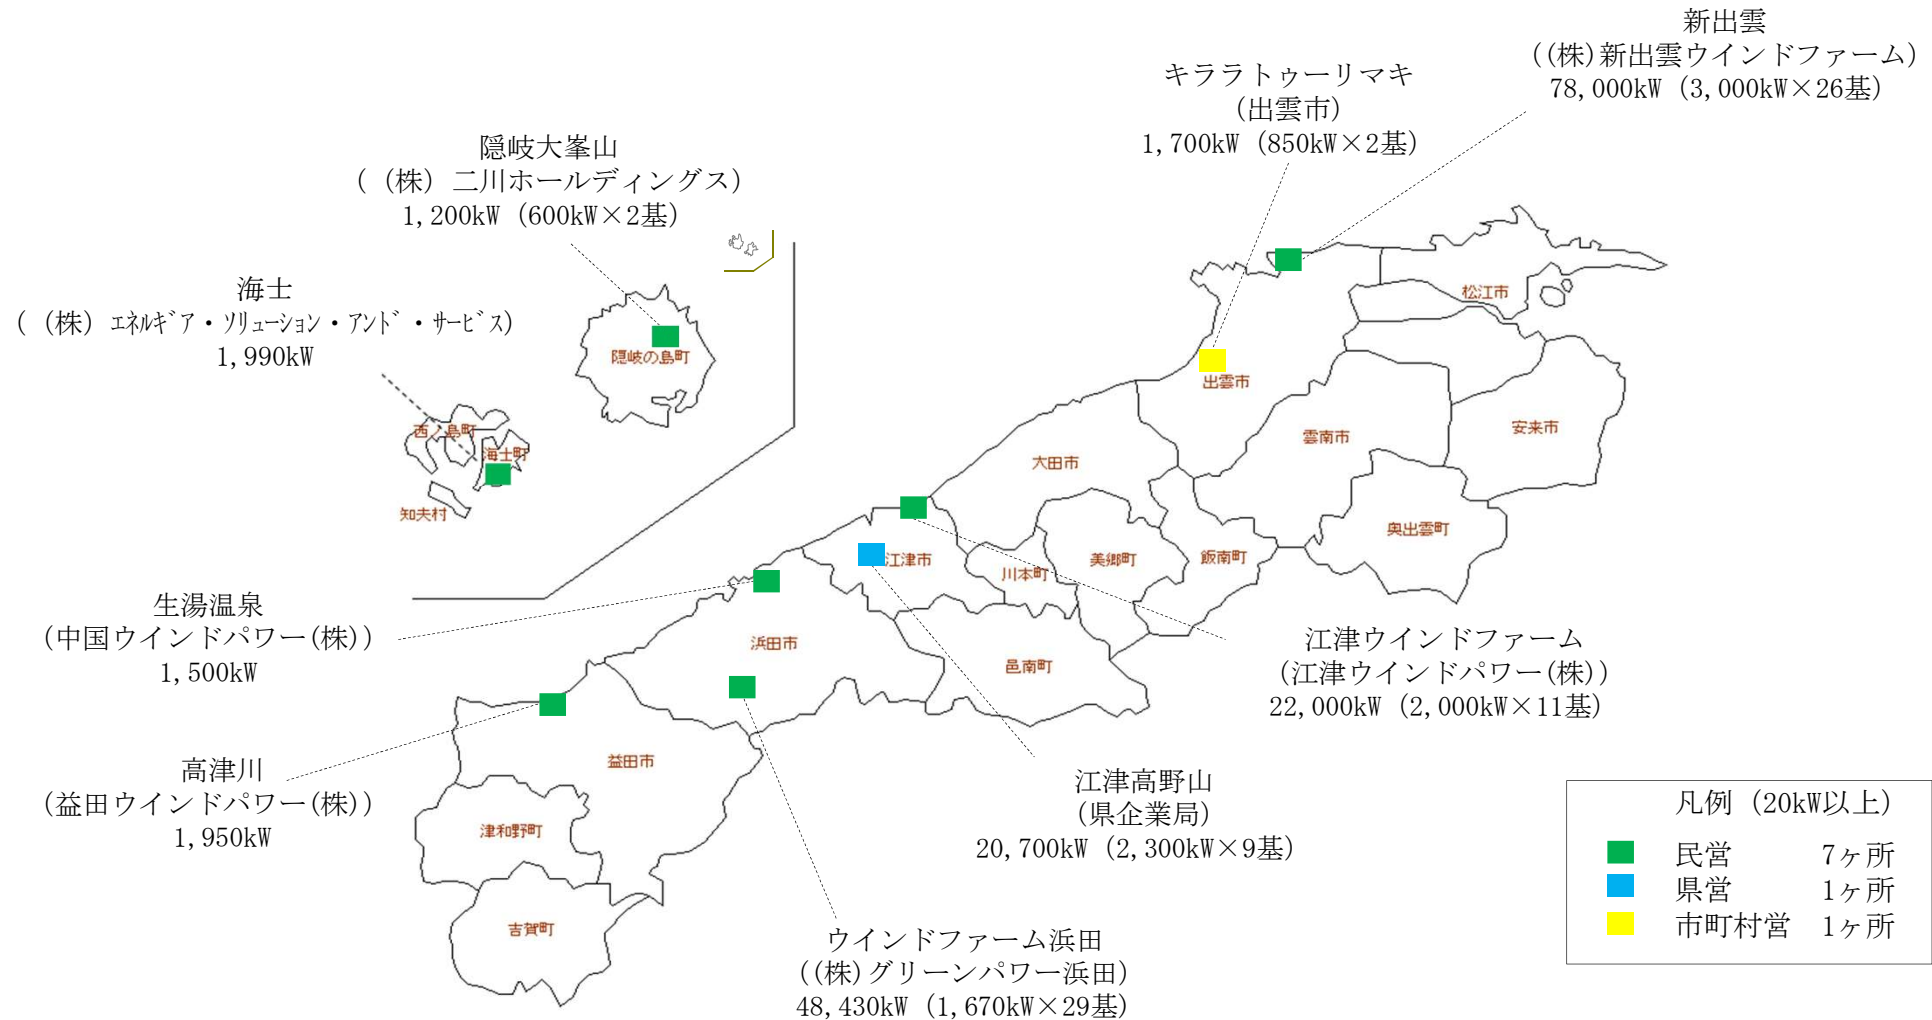 新出雲
((株)新出雲ウインドファーム)
78,000kW (3,000kW×26基)
キララトゥーリマキ
(出雲市)
1,700kW (850kW×2基)
隠岐大峯山
( (株) 二川ホールディングス)
1,200kW (600kW×2基)
海士
( (株) エネルギア・ソリューション・アンド・サービス)
1,990kW
隠岐の島町
西ノ島町
海士町
知夫村
松江市
出雲市
安来市
雲南市
奥出雲町
大田市
飯南町
美郷町
川本町
江津市
邑南町
浜田市
益田市
津和野町
吉賀町
生湯温泉
(中国ウインドパワー(株))
1,500kW
高津川
(益田ウインドパワー(株))
1,950kW
江津ウインドファーム
(江津ウインドパワー(株))
22,000kW (2,000kW×11基)
江津高野山
(県企業局)
20,700kW (2,300kW×9基)
ウインドファーム浜田
((株)グリーンパワー浜田)
48,430kW (1,670kW×29基)
凡例 (20kW以上)
民営 7ヶ所
県営 1ヶ所
市町村営 1ヶ所